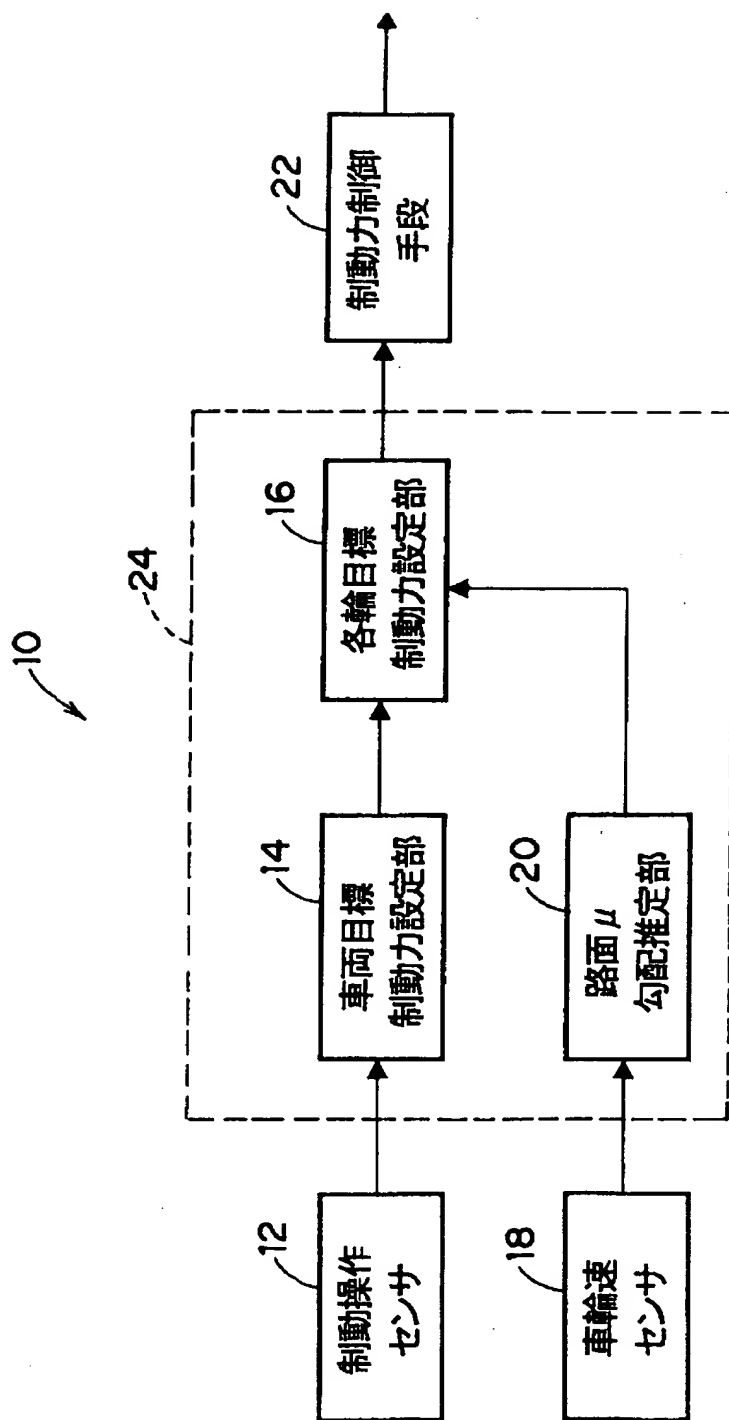 10
24
12
制動操作
センサ
14
車両目標
制動力設定部
16
各輪目標
制動力設定部
22
制動力制御
手段
18
車輪速
センサ
20
路面μ
勾配推定部